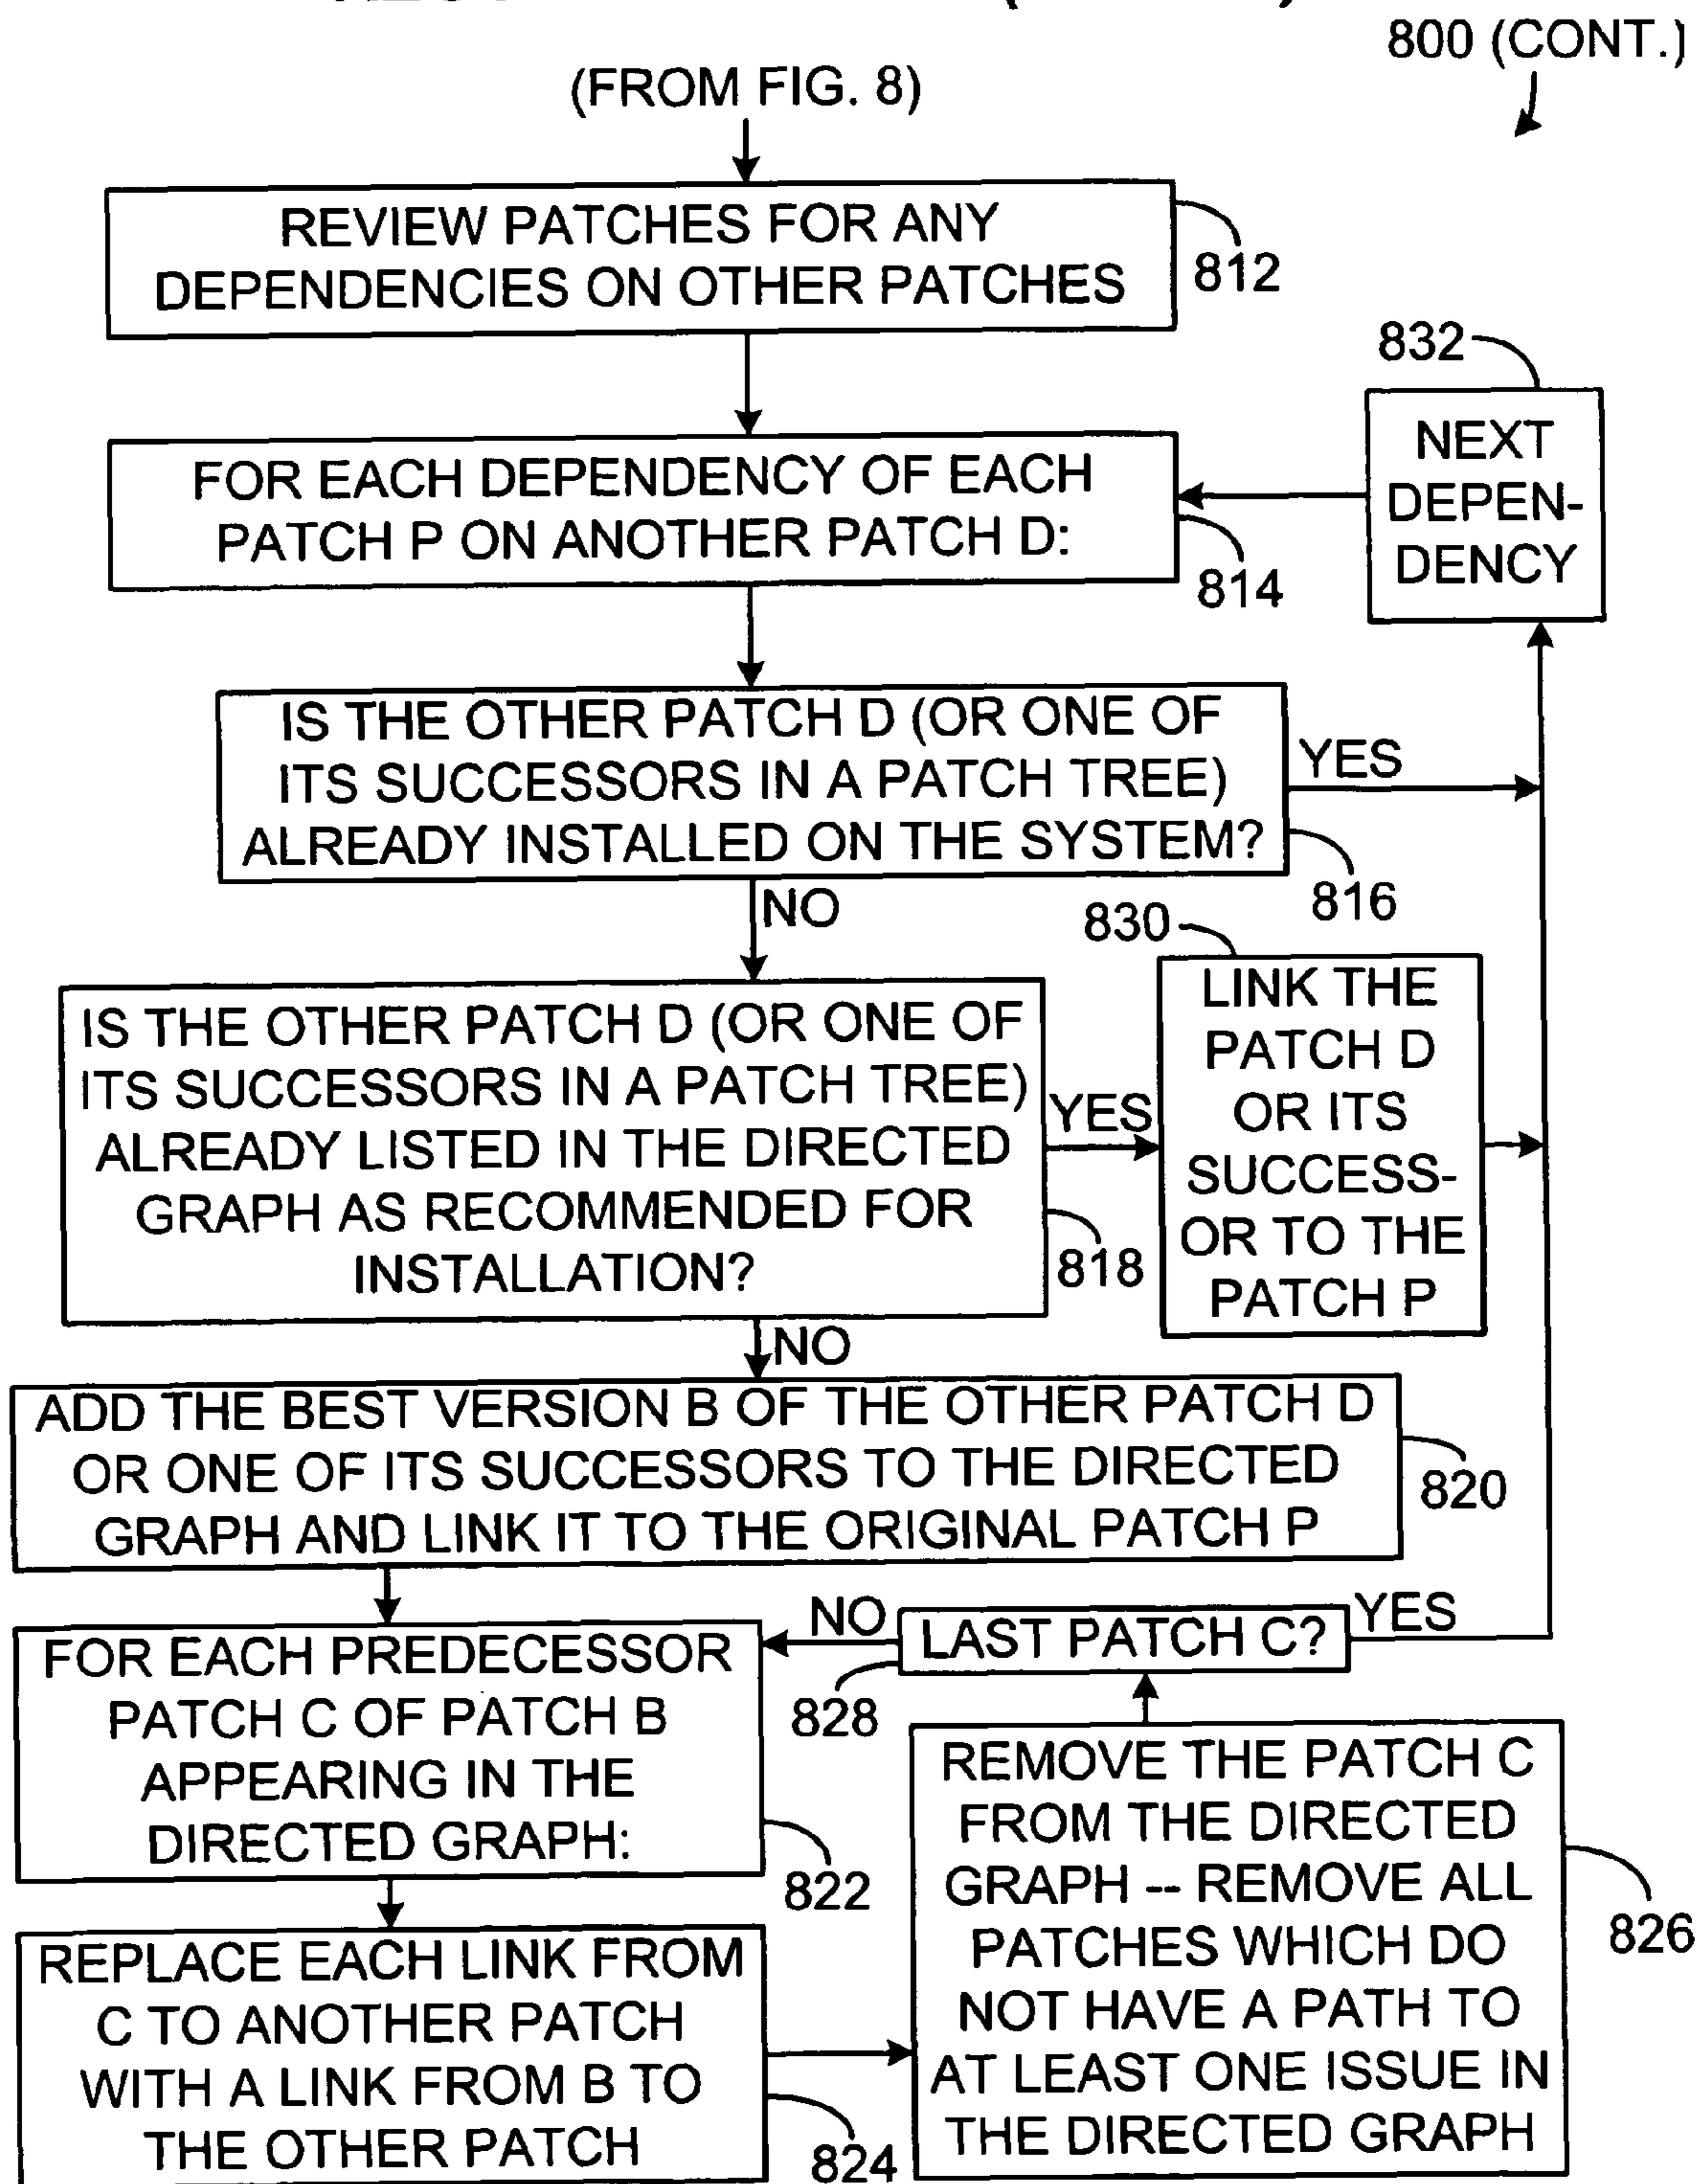 800 (CONT.)
(FROM FIG. 8)
REVIEW PATCHES FOR ANY
DEPENDENCIES ON OTHER PATCHES
812
832
NEXT
DEPEN-
DENCY
FOR EACH DEPENDENCY OF EACH
PATCH P ON ANOTHER PATCH D:
814
IS THE OTHER PATCH D (OR ONE OF
ITS SUCCESSORS IN A PATCH TREE)
ALREADY INSTALLED ON THE SYSTEM?
YES
816
NO
830
LINK THE
PATCH D
OR ITS
SUCCESS-
OR TO THE
PATCH P
IS THE OTHER PATCH D (OR ONE OF
ITS SUCCESSORS IN A PATCH TREE)
ALREADY LISTED IN THE DIRECTED
GRAPH AS RECOMMENDED FOR
INSTALLATION?
YES
818
NO
ADD THE BEST VERSION B OF THE OTHER PATCH D
OR ONE OF ITS SUCCESSORS TO THE DIRECTED
GRAPH AND LINK IT TO THE ORIGINAL PATCH P
820
NO
LAST PATCH C?
YES
828
FOR EACH PREDECESSOR
PATCH C OF PATCH B
APPEARING IN THE
DIRECTED GRAPH:
822
REPLACE EACH LINK FROM
C TO ANOTHER PATCH
WITH A LINK FROM B TO
THE OTHER PATCH
824
REMOVE THE PATCH C
FROM THE DIRECTED
GRAPH -- REMOVE ALL
PATCHES WHICH DO
NOT HAVE A PATH TO
AT LEAST ONE ISSUE IN
THE DIRECTED GRAPH
826